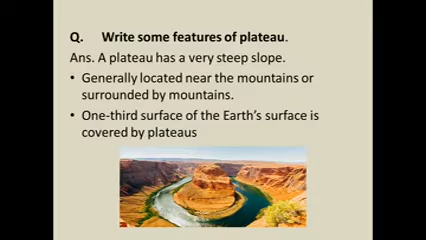 Q. Write some features of plateau.
Ans. A plateau has a very steep slope.
• Generally located near the mountains or
surrounded by mountains.
• One-third surface of the Earth's surface is
covered by plateaus